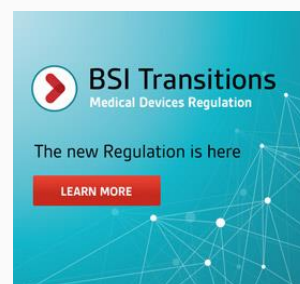 BSI Transitions
Medical Devices Regulation
The new Regulation is here
LEARN MORE